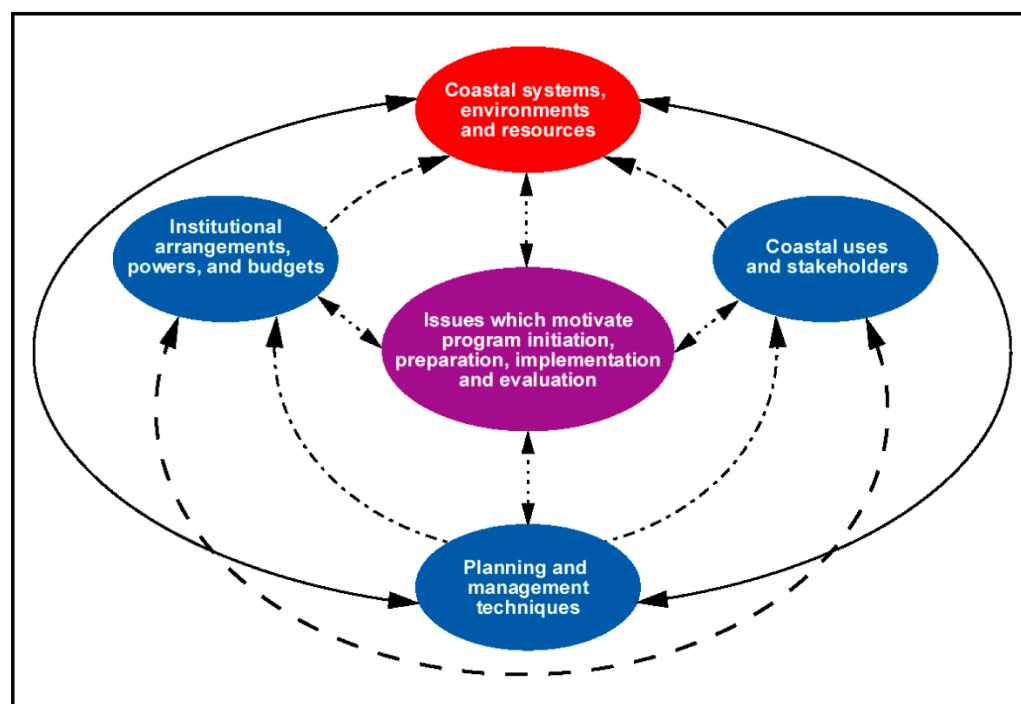 Coastal systems,
environments
and resources
Institutional
arrangements,
powers, and budgets
Coastal uses
and stakeholders
Issues which motivate
program initiation,
preparation, implementation
and evaluation
Planning and
management
techniques